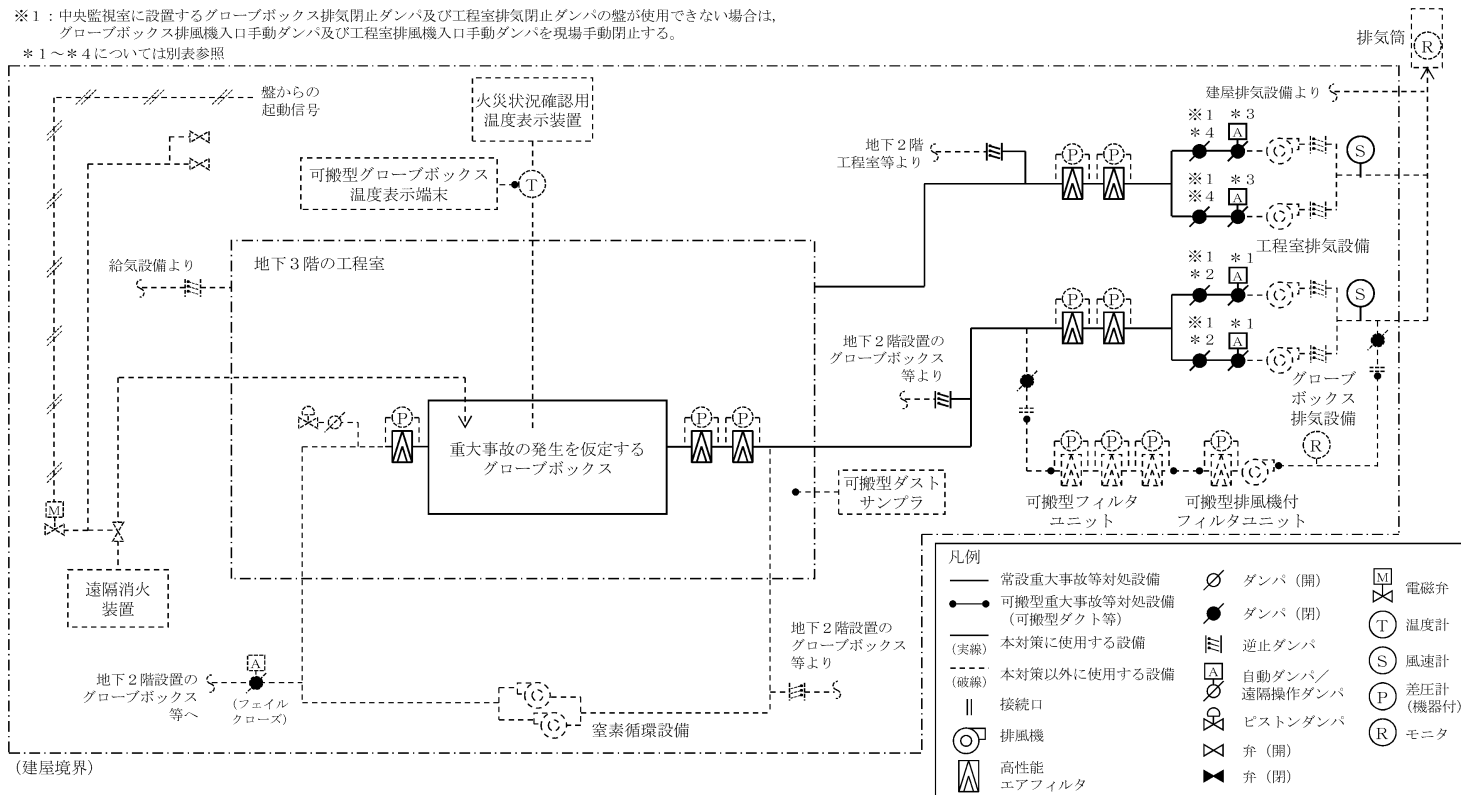 ※1：中央監視室に設置するグローブボックス排気閉止ダンパ及び工程室排気閉止ダンパの盤が使用できない場合は，
グローブボックス排風機入口手動ダンパ及び工程室排風機入口手動ダンパを現場手動閉止する。
＊1～＊4については別表参照
排気筒
R
盤からの
起動信号
火災状況確認用
温度表示装置
建屋排気設備より
可搬型グローブボックス
温度表示端末
T
地下2階
工程室等より
P
P
※1
＊3
＊4
A
S
※1
＊3
※4
A
工程室排気設備
給気設備より
地下3階の工程室
P
P
※1
＊1
※2
A
S
※1
＊1
※2
A
地下2階設置の
グローブボックス
等より
グローブ
ボックス
排気設備
R
P
P
P
重大事故の発生を仮定する
グローブボックス
P
P
P
P
可搬型ダスト
サンプラ
可搬型フィルタ
ユニット
可搬型排風機付
フィルタユニット
M
遠隔消火
装置
地下2階設置の
グローブボックス
等へ
A
(フェイル
クローズ)
窒素循環設備
地下2階設置の
グローブボックス
等より
(建屋境界)
凡例
常設重大事故等対処設備
可搬型重大事故等対処設備
（可搬型ダクト等）
(実線)
本対策に使用する設備
(破線)
本対策以外に使用する設備
接続口
排風機
高性能
エアフィルタ
ダンパ（開）
ダンパ（閉）
逆止ダンパ
A
自動ダンパ／
遠隔操作ダンパ
ピストンダンパ
弁（開）
弁（閉）
M
電磁弁
T
温度計
S
風速計
P
差圧計
(機器付)
R
モニタ